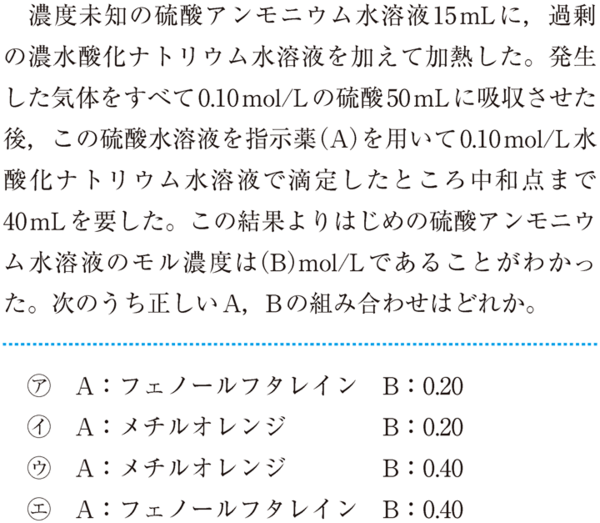 濃度未知の硫酸アンモニウム水溶液15mLに，過剰
の濃水酸化ナトリウム水溶液を加えて加熱した。発生
した気体をすべて0.10mol/Lの硫酸50mLに吸収させた
後，この硫酸水溶液を指示薬(A)を用いて0.10mol/L水
酸化ナトリウム水溶液で滴定したところ中和点まで
40mLを要した。この結果よりはじめの硫酸アンモニウ
ム水溶液のモル濃度は(B)mol/Lであることがわかっ
た。次のうち正しいA，Bの組み合わせはどれか。
㋐ A：フェノールフタレイン B：0.20
㋑ A：メチルオレンジ B：0.20
㋒ A：メチルオレンジ B：0.40
㋓ A：フェノールフタレイン B：0.40